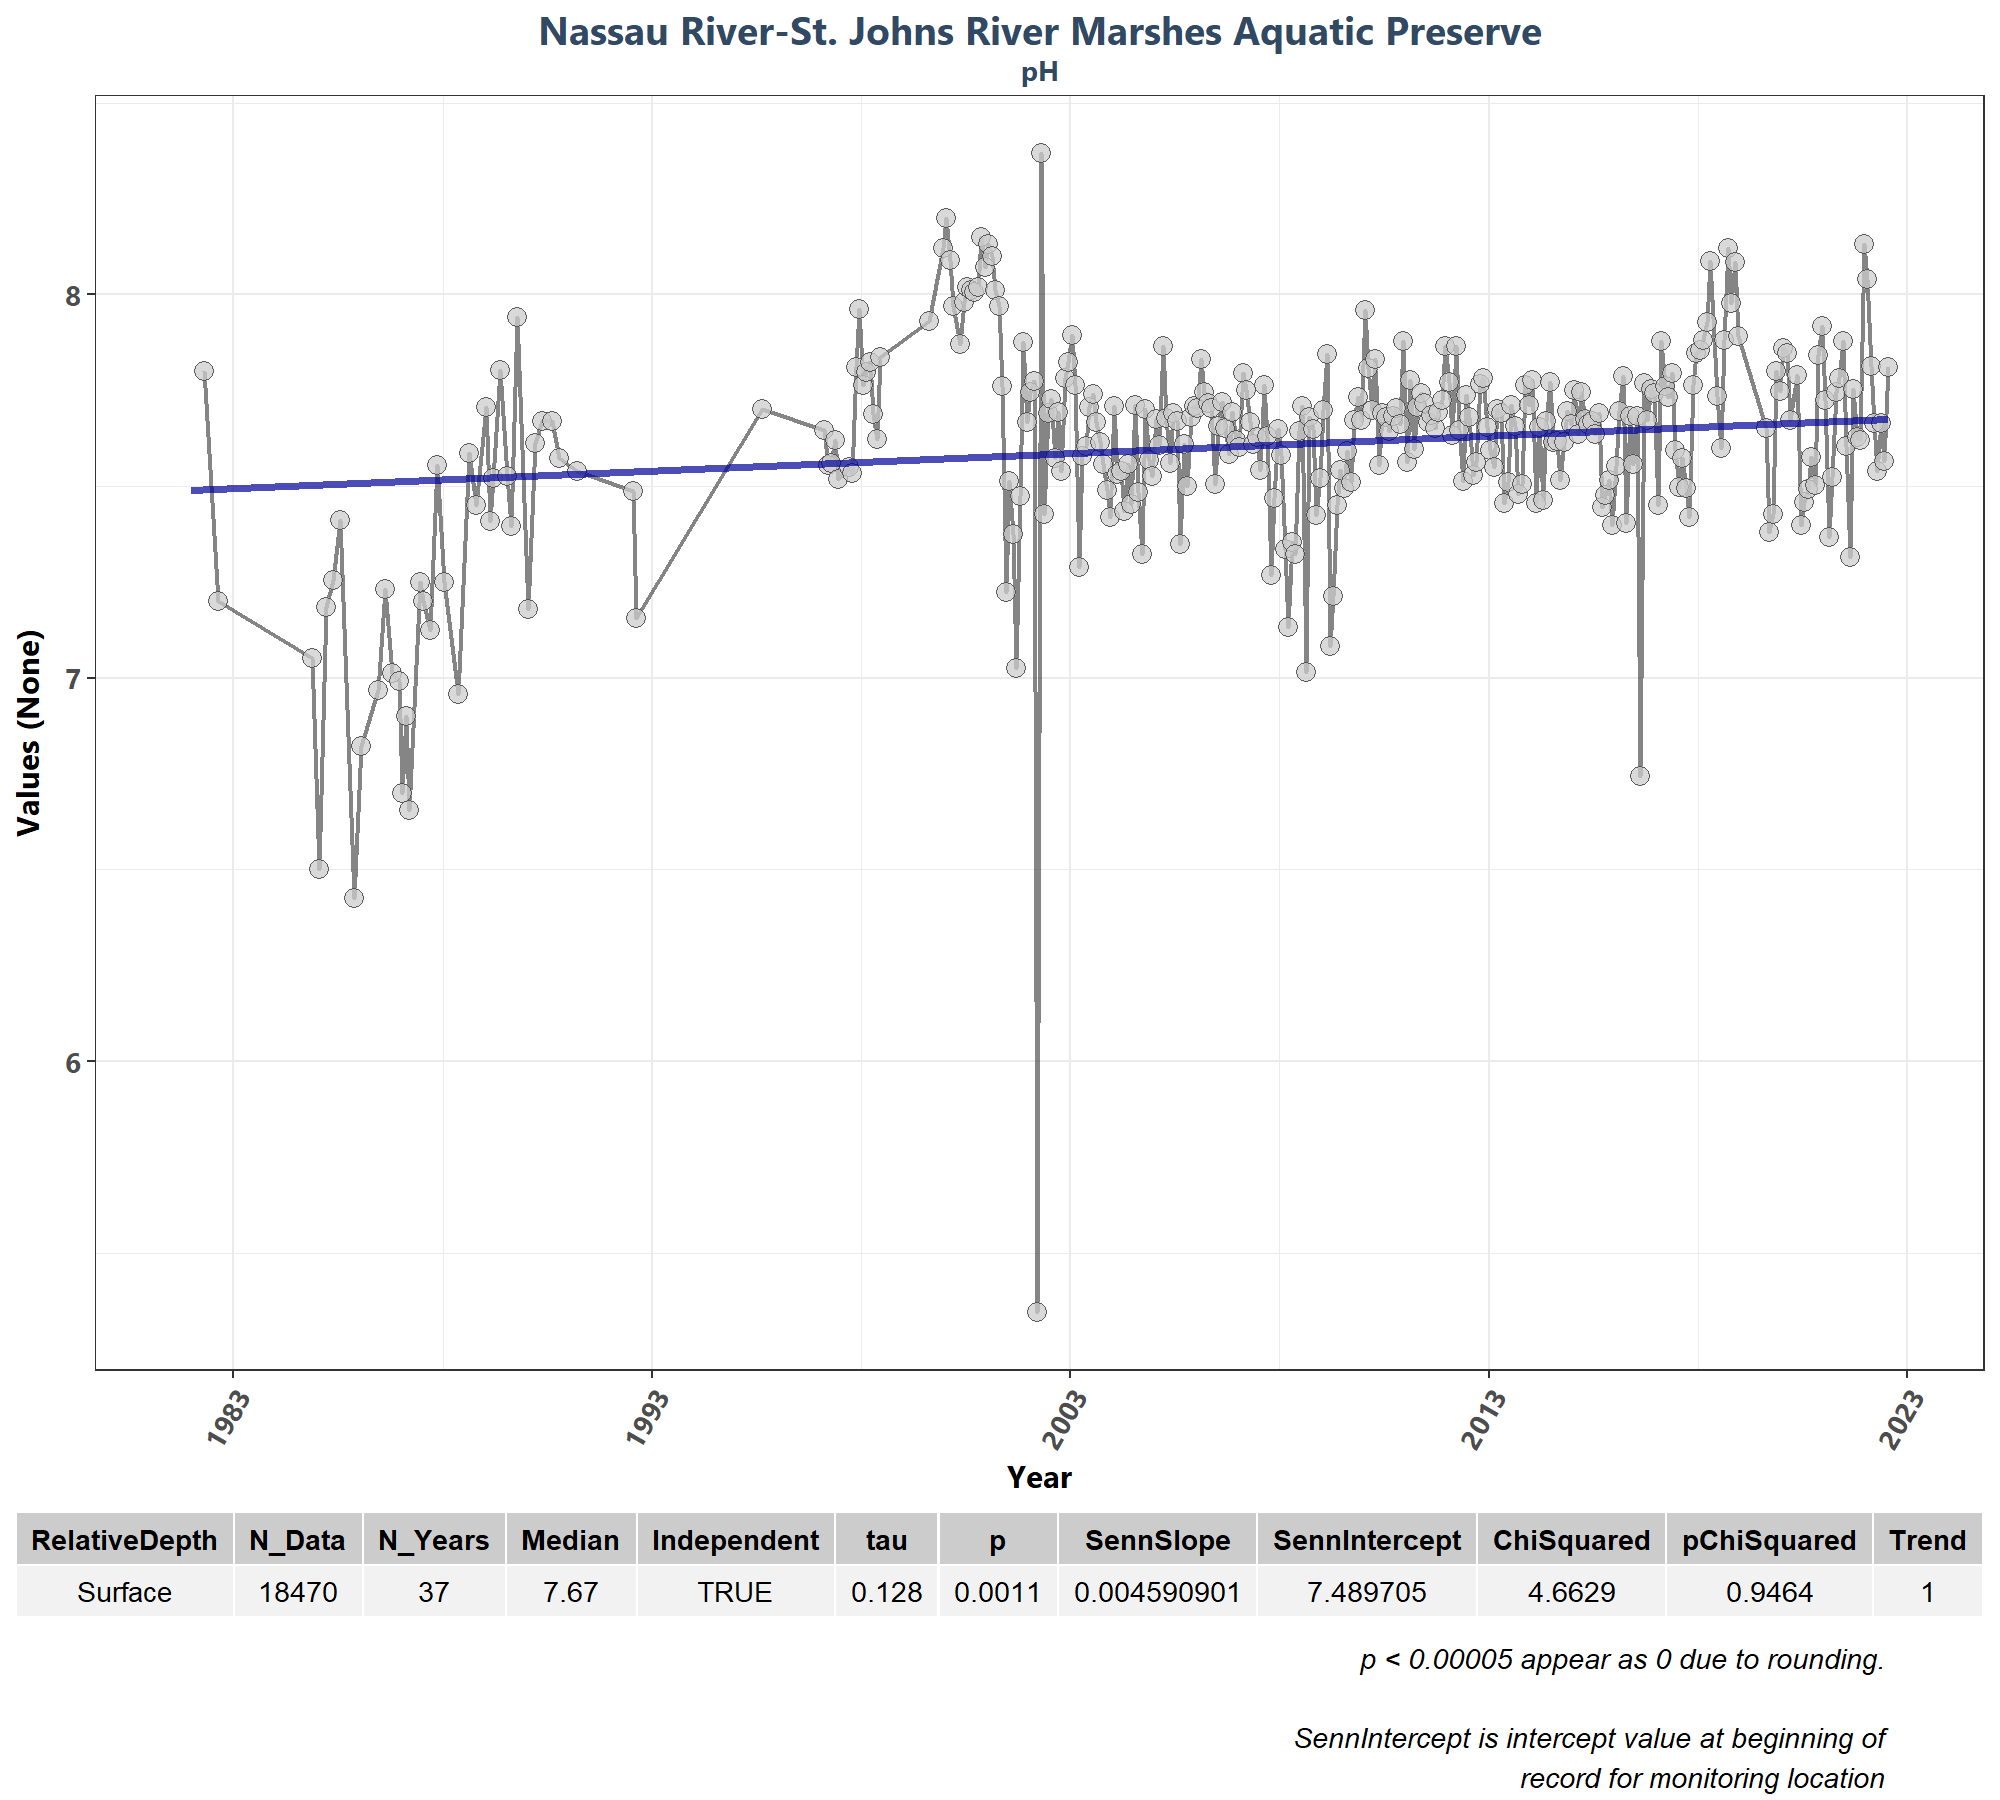 Nassau River-St. Johns River Marshes Aquatic Preserve
pH
Values (None)
8
7
6
1983
1993
2003
2013
2023
Year
RelativeDepth N_Data N_Years Median Independent tau p SennSlope SennIntercept ChiSquared pChiSquared Trend
Surface 18470 37 7.67 TRUE 0.128 0.0011 0.004590901 7.489705 4.6629 0.9464 1
p < 0.00005 appear as 0 due to rounding.
SennIntercept is intercept value at beginning of
record for monitoring location